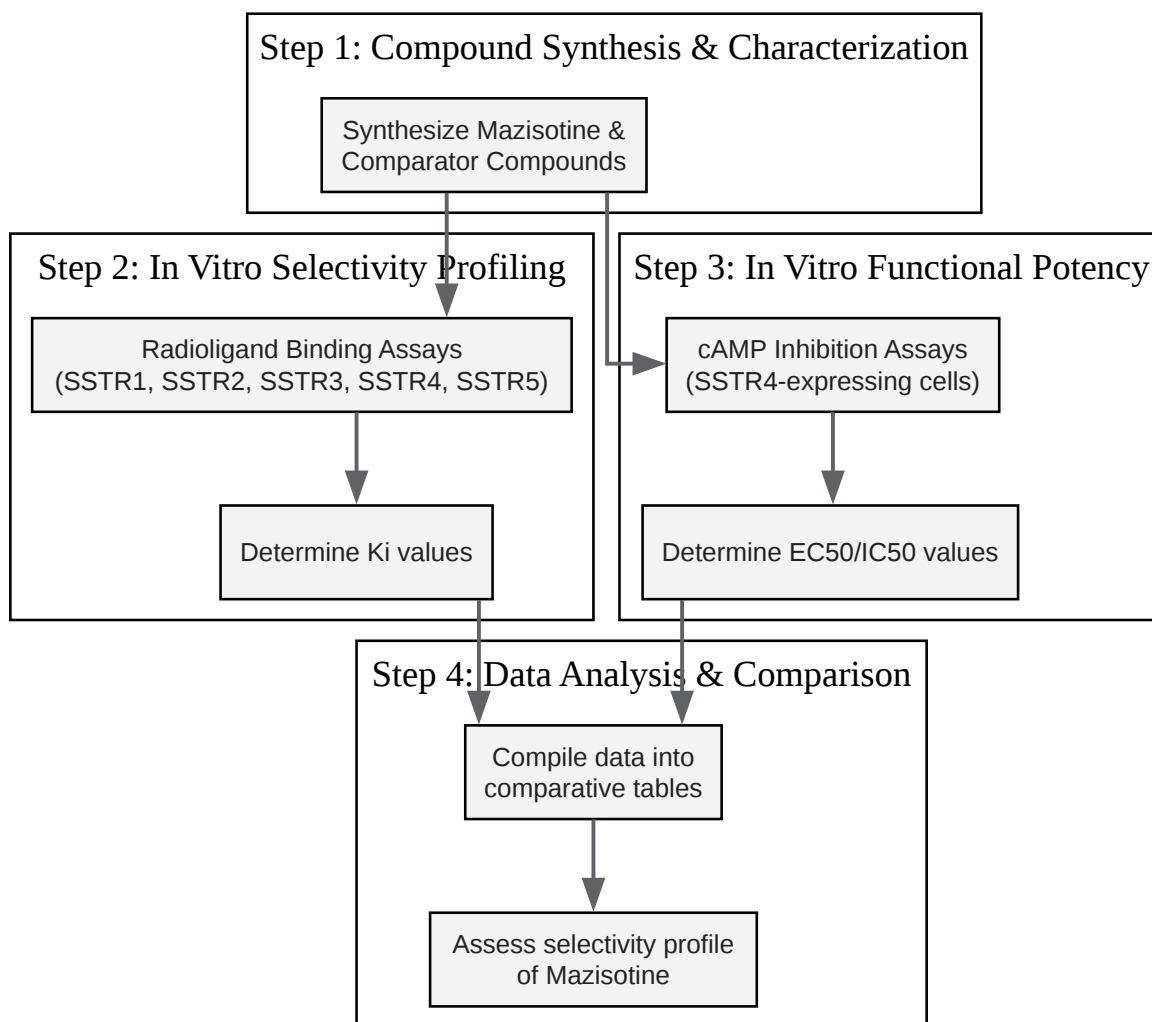 Step 1: Compound Synthesis & Characterization
Synthesize Mazisotine &
Comparator Compounds
Step 2: In Vitro Selectivity Profiling
Radioligand Binding Assays
(SSTR1, SSTR2, SSTR3, SSTR4, SSTR5)
Determine Ki values
Step 3: In Vitro Functional Potency
cAMP Inhibition Assays
(SSTR4-expressing cells)
Determine EC50/IC50 values
Step 4: Data Analysis & Comparison
Compile data into
comparative tables
Assess selectivity profile
of Mazisotine